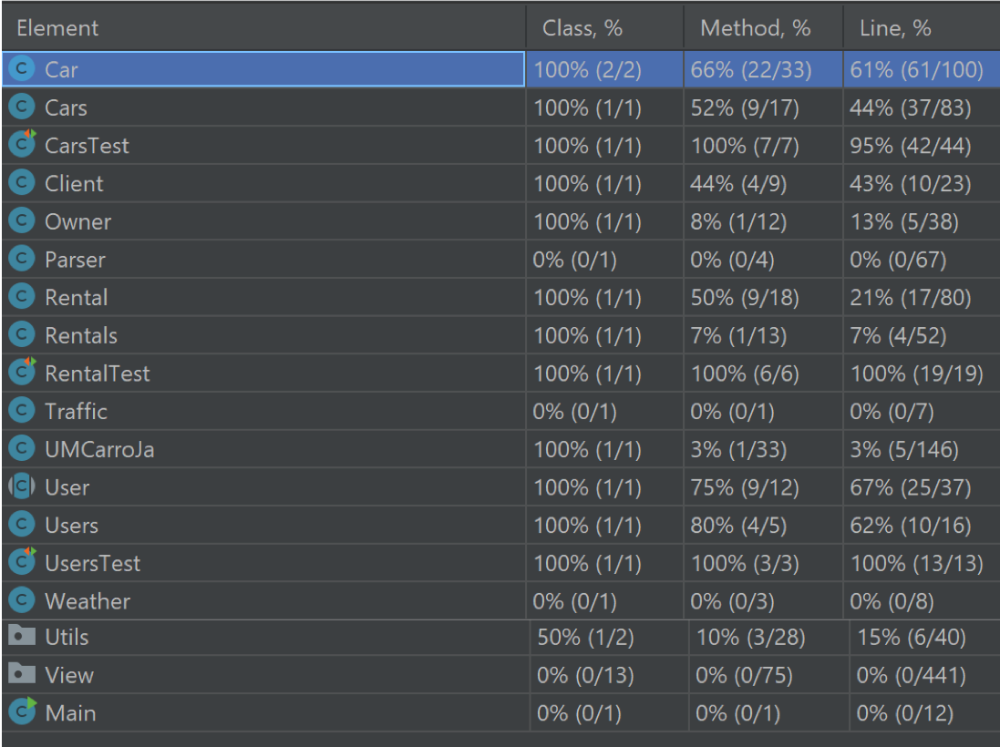 Element Class, % Method, % Line, %
C Car 100% (2/2) 66% (22/33) 61% (61/100)
C Cars 100% (1/1) 52% (9/17) 44% (37/83)
C CarsTest 100% (1/1) 100% (7/7) 95% (42/44)
C Client 100% (1/1) 44% (4/9) 43% (10/23)
C Owner 100% (1/1) 8% (1/12) 13% (5/38)
C Parser 0% (0/1) 0% (0/4) 0% (0/67)
C Rental 100% (1/1) 50% (9/18) 21% (17/80)
C Rentals 100% (1/1) 7% (1/13) 7% (4/52)
C RentalTest 100% (1/1) 100% (6/6) 100% (19/19)
C Traffic 0% (0/1) 0% (0/1) 0% (0/7)
C UMCarroJa 100% (1/1) 3% (1/33) 3% (5/146)
C User 100% (1/1) 75% (9/12) 67% (25/37)
C Users 100% (1/1) 80% (4/5) 62% (10/16)
C UsersTest 100% (1/1) 100% (3/3) 100% (13/13)
C Weather 0% (0/1) 0% (0/3) 0% (0/8)
Utils 50% (1/2) 10% (3/28) 15% (6/40)
View 0% (0/13) 0% (0/75) 0% (0/441)
C Main 0% (0/1) 0% (0/1) 0% (0/12)